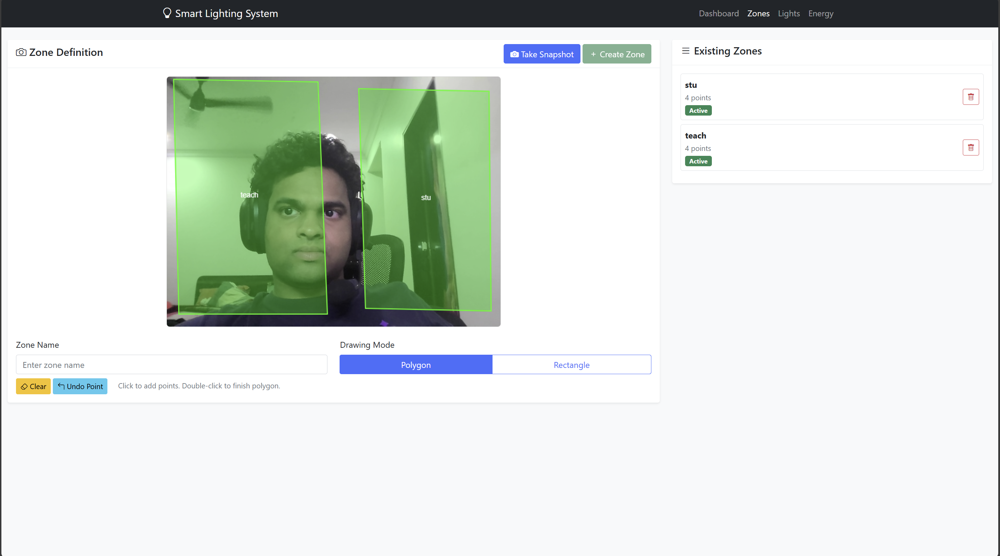 Smart Lighting System
Dashboard Zones Lights Energy
Zone Definition
Take Snapshot
+ Create Zone
teach
stu
Zone Name
Enter zone name
Drawing Mode
Polygon
Rectangle
Clear
Undo Point
Click to add points. Double-click to finish polygon.
Existing Zones
stu
4 points
Active
teach
4 points
Active